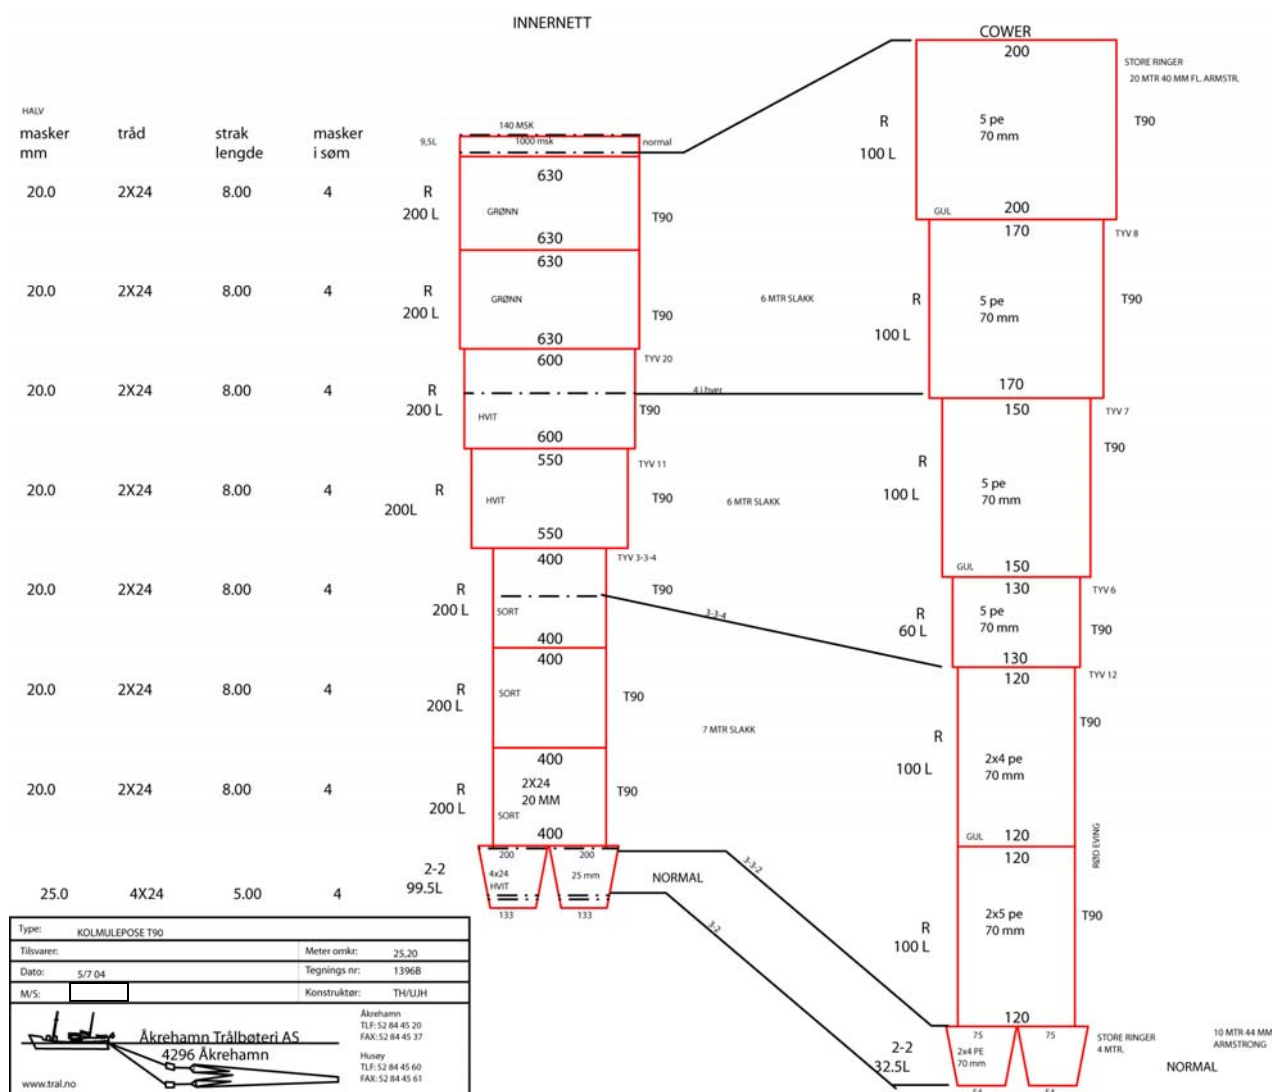 INNERNETT
COWER
200
STORE RINGER
20 MTR 40 MM FL. ARMSTR.
HALV
masker mm
tråd
strak lengde
masker i søm
9,5L
140 MSK
1000 msk
normal
R
100 L
5 pe
70 mm
T90
20.0 2X24 8.00 4
R
200 L
630
GRØNN
630
T90
GUL
200
170
TYV 8
20.0 2X24 8.00 4
R
200 L
630
GRØNN
630
T90
6 MTR SLAKK
R
100 L
5 pe
70 mm
T90
170
20.0 2X24 8.00 4
R
200 L
600
HVIT
600
TYV 20
T90
4 i hver
150
TYV 7
T90
20.0 2X24 8.00 4
R
200L
550
HVIT
550
TYV 11
T90
6 MTR SLAKK
R
100 L
5 pe
70 mm
GUL
150
20.0 2X24 8.00 4
R
200 L
400
SORT
400
TYV 3-3-4
T90
3-3-4
130
R
60 L
5 pe
70 mm
130
TYV 6
T90
20.0 2X24 8.00 4
R
200 L
400
SORT
T90
7 MTR SLAKK
120
TYV 12
T90
R
100 L
2x4 pe
70 mm
GUL
120
RØD EVING
20.0 2X24 8.00 4
R
200 L
400
2X24
20 MM
SORT
400
T90
25.0 4X24 5.00 4
2-2
99.5L
200
200
4x24
HVIT
25 mm
133
133
NORMAL
3-3-2
3-2
120
R
100 L
2x5 pe
70 mm
T90
120
2-2
32.5L
75
75
2x4 PE
70 mm
54
54
STORE RINGER
4 MTR.
10 MTR 44 MM
ARMSTRONG
NORMAL
Type: KOLMULEPOSE T90
Tilsvarer:
Meter omkr: 25,20
Dato: 5/7 04
Tegnings nr: 1396B
M/S:
Konstruktør: TH/UJH
Åkrehamn Trålbøteri AS
4296 Åkrehamn
www.tral.no
Åkrehamn
TLF: 52 84 45 20
FAX: 52 84 45 37
Husøy
TLF: 52 84 45 60
FAX: 52 84 45 61